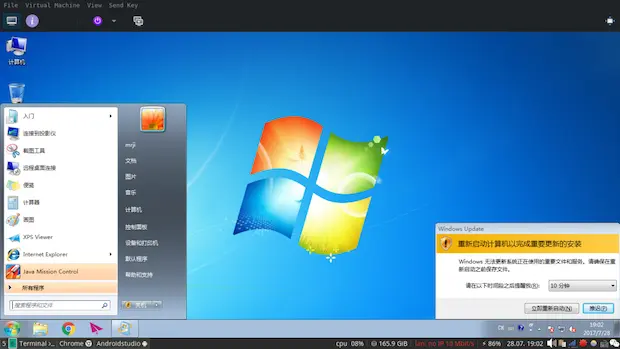 File Virtual Machine View Send Key
计算机
入门
连接到投影仪
截图工具
远程桌面连接
便笺
计算器
画图
XPS Viewer
Internet Explorer
Java Mission Control
所有程序
搜索程序和文件
文档
图片
音乐
计算机
控制面板
设备和打印机
默认程序
帮助和支持
Windows Update
重新启动计算机以完成重要更新的安装
Windows 无法更新系统正在使用的重要文件和服务。请确保在重
新启动之前保存文件。
请在以下时间段之后提醒我(R): 10 分钟
立即重新启动(N) 推迟(P)
19:02
2017/7/28
5 Terminal Chrome Androidstudio cpu 08% 165.9 GiB 86% 28.07. 19:02